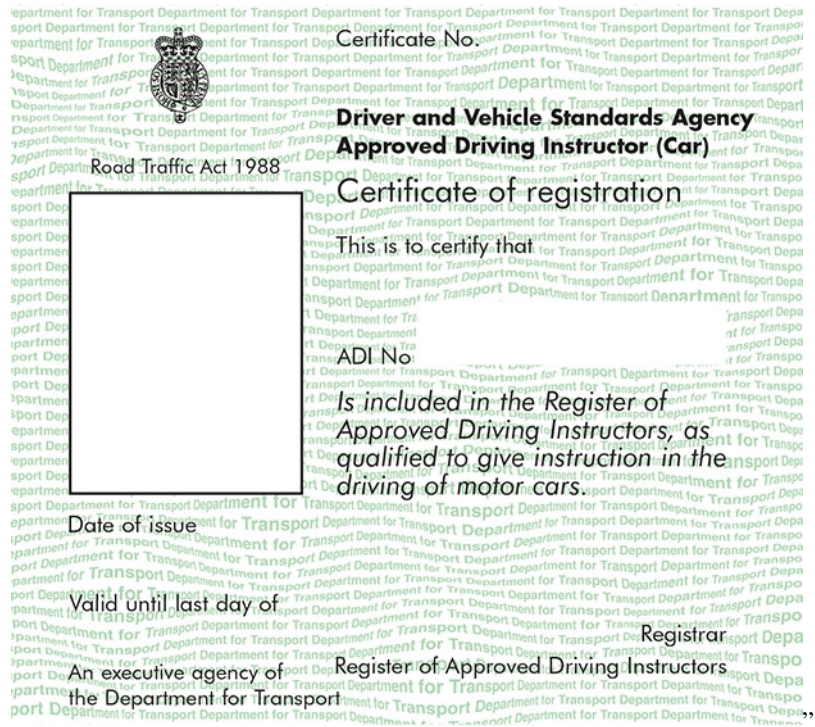 Certificate No.
Driver and Vehicle Standards Agency
Approved Driving Instructor (Car)
Road Traffic Act 1988
Certificate of registration
This is to certify that
ADI No
Is included in the Register of
Approved Driving Instructors, as
qualified to give instruction in the
driving of motor cars.
Date of issue
Valid until last day of
Registrar
Register of Approved Driving Instructors
An executive agency of
the Department for Transport
”